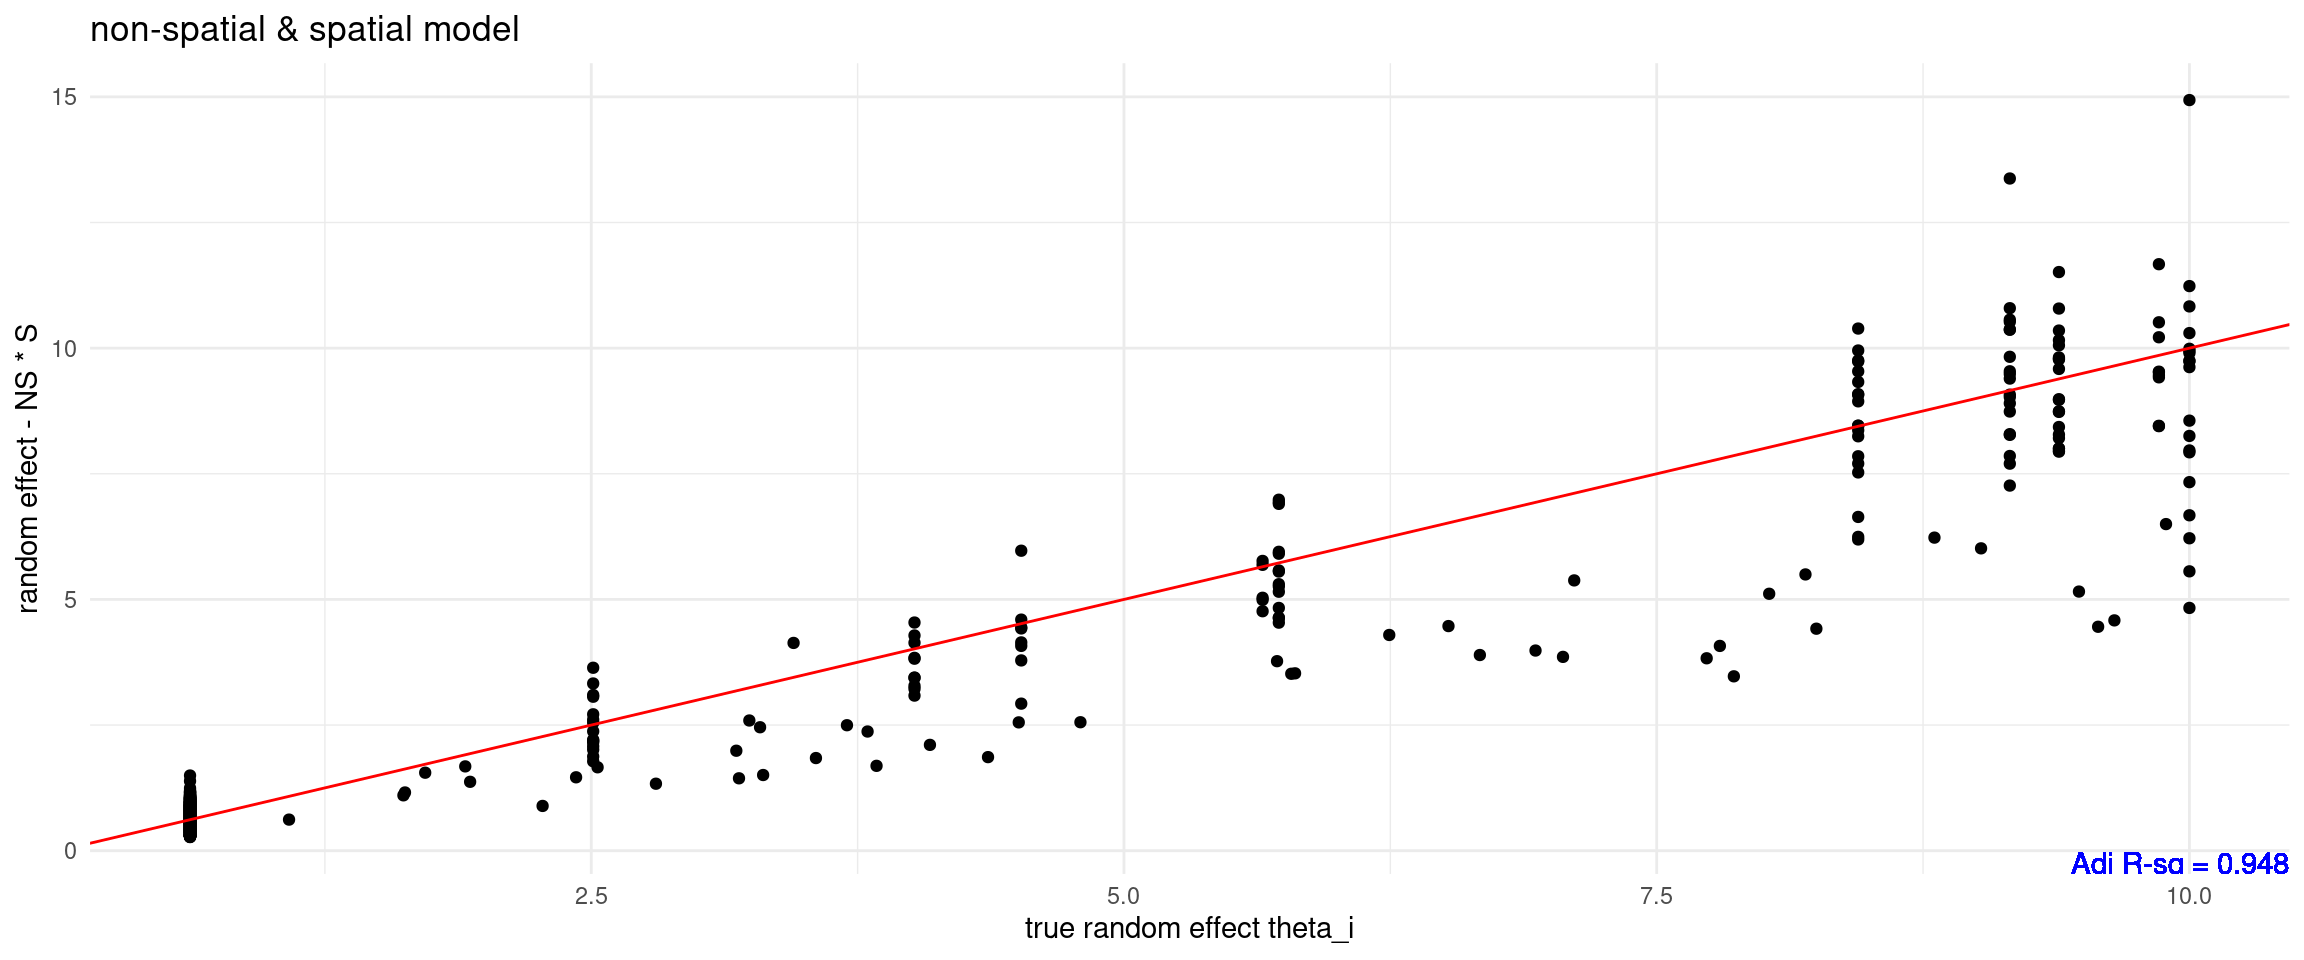 non-spatial & spatial model
random effect - NS * S
15
10
5
0
2.5
5.0
7.5
10.0
Adj R-sq = 0.948
true random effect theta_i